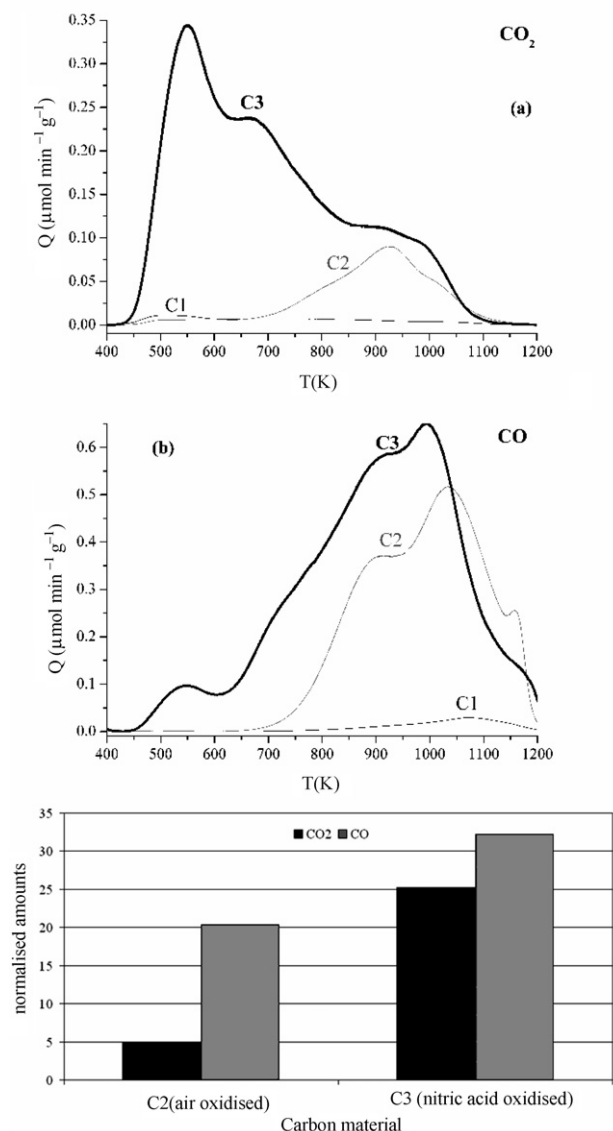 0.35
0.30
0.25
0.20
0.15
0.10
0.05
0.00
Q (µmol min⁻¹ g⁻¹)
CO₂
(a)
C3
C2
C1
400 500 600 700 800 900 1000 1100 1200
T(K)
0.6
0.5
0.4
0.3
0.2
0.1
0.0
Q (µmol min⁻¹ g⁻¹)
(b)
C3
CO
C2
C1
400 500 600 700 800 900 1000 1100 1200
T(K)
35
30
25
20
15
10
5
0
normalised amounts
CO2 CO
C2(air oxidised) C3 (nitric acid oxidised)
Carbon material